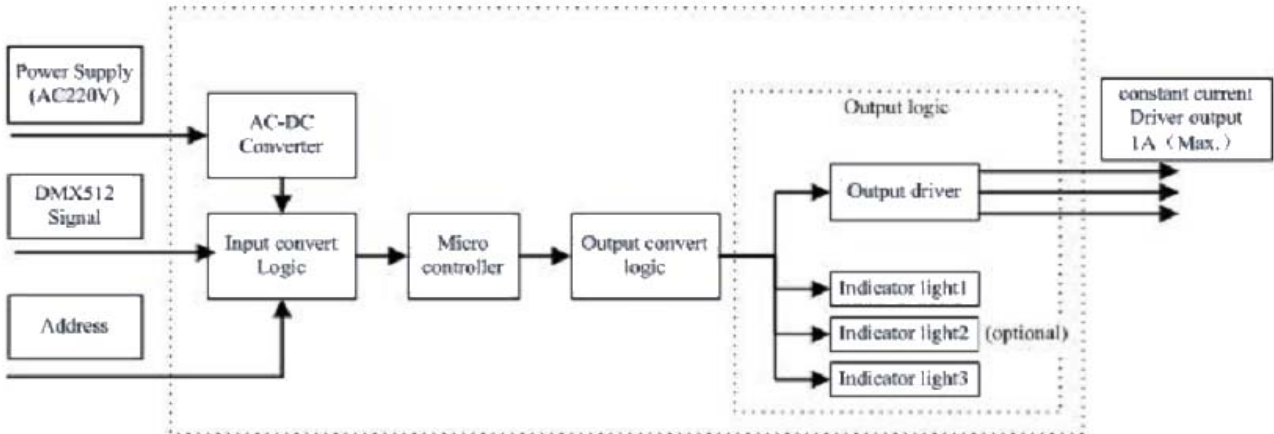 Power Supply
(AC220V)
AC-DC
Converter
DMX512
Signal
Input convert
Logic
Address
Micro
controller
Output convert
logic
Output logic
Output driver
Indicator light1
Indicator light2 (optional)
Indicator light3
constant current
Driver output
1A（Max.）